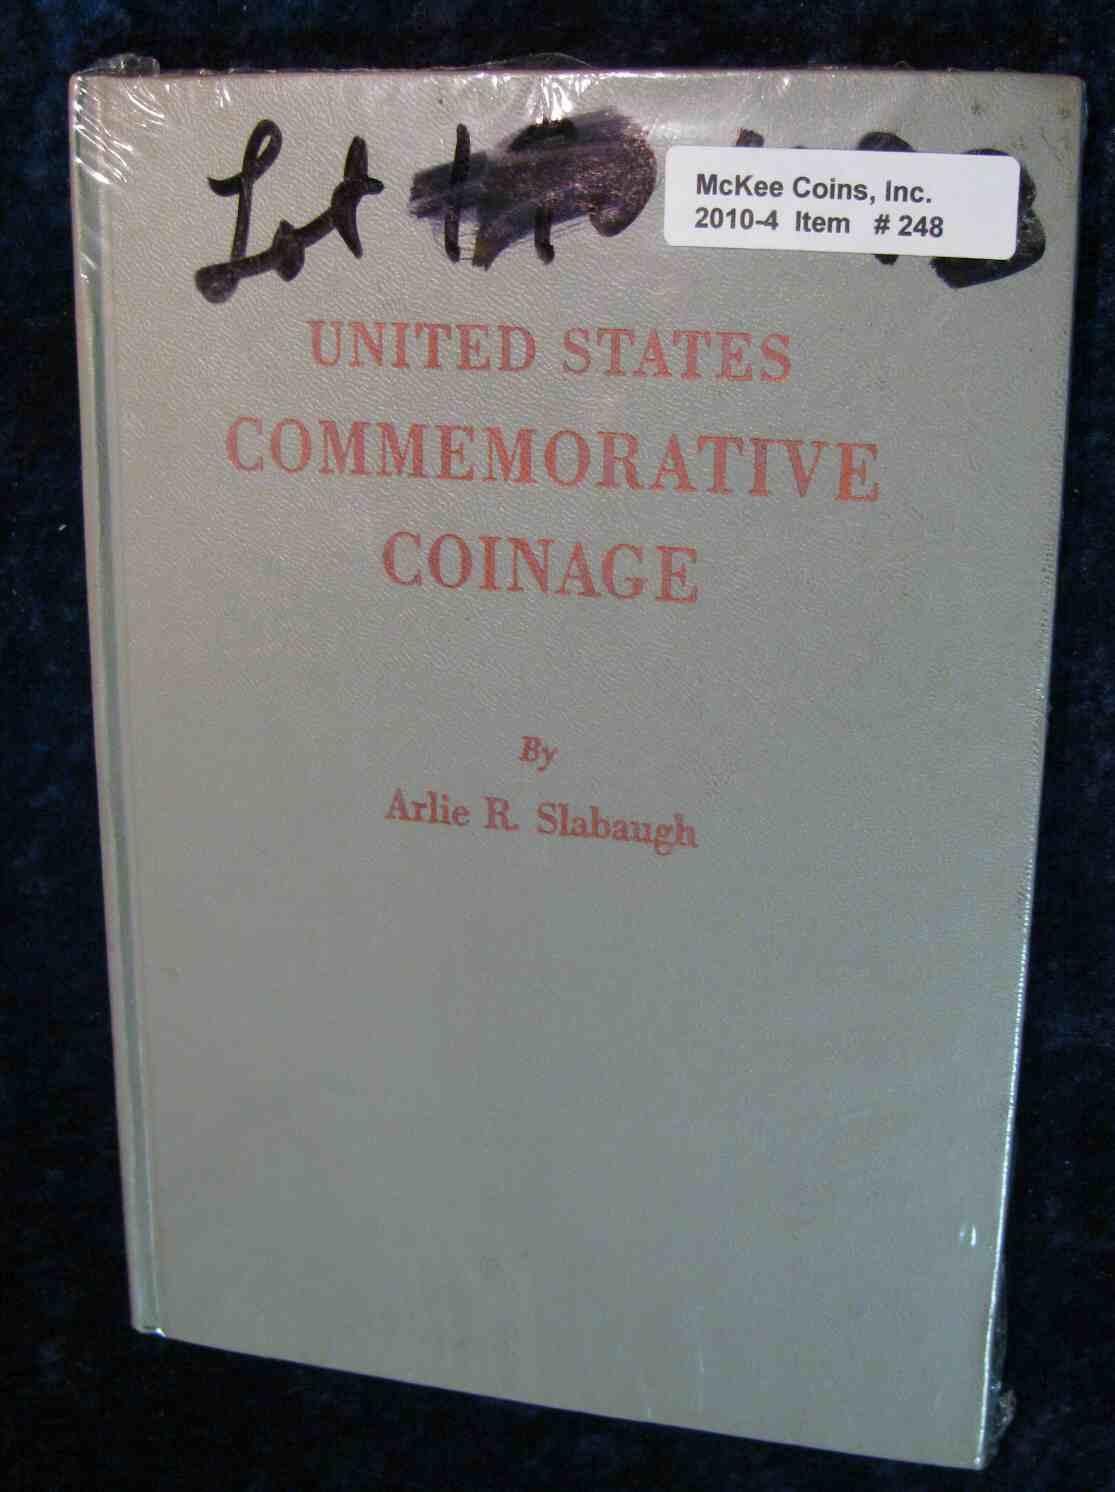 Lot
McKee Coins, Inc.
2010-4 Item # 248
UNITED STATES
COMMEMORATIVE
COINAGE
By
Arlie R. Slabaugh